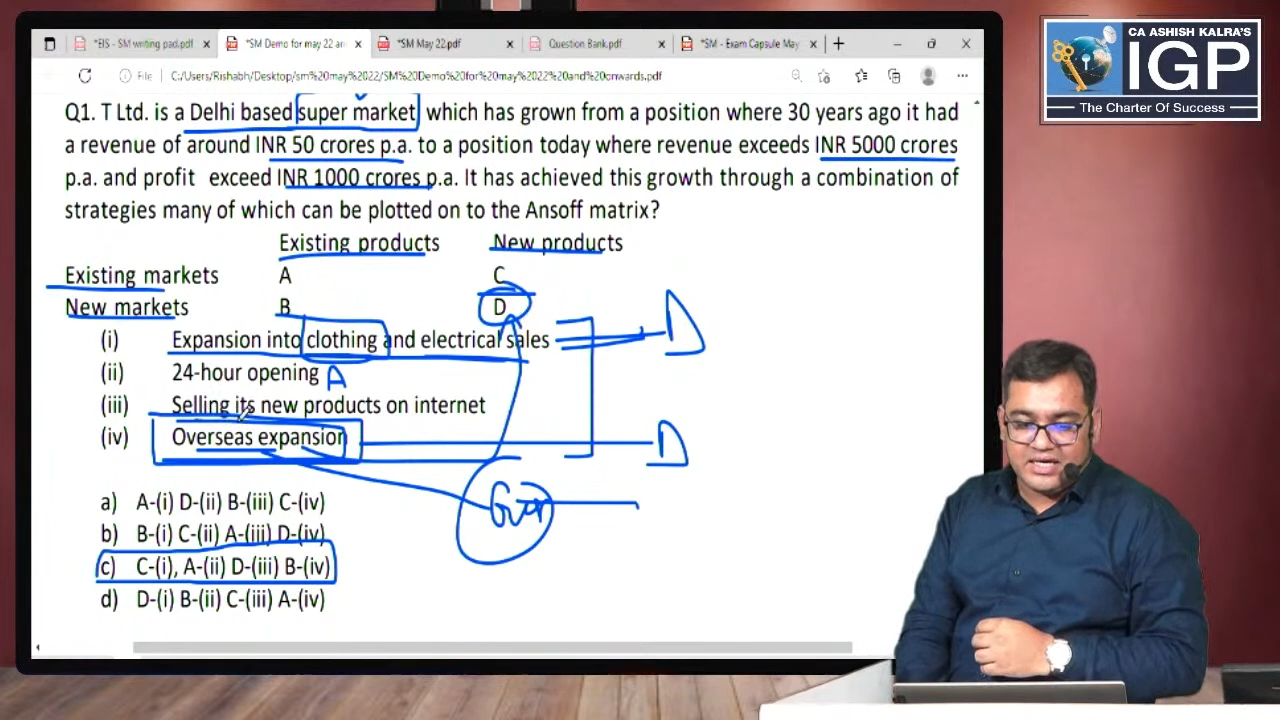 *EIS - SM writing pad.pdf
*SM Demo for may 22 an
*SM May 22.pdf
Question Bank.pdf
*SM - Exam Capsule May
File
C:/Users/Rishabh/Desktop/sm%20may%2022/SM%20Demo%20for%20may%2022%20and%20onwards.pdf
CA ASHISH KALRA'S
IGP
The Charter Of Success
Q1. T Ltd. is a Delhi based super market which has grown from a position where 30 years ago it had
a revenue of around INR 50 crores p.a. to a position today where revenue exceeds INR 5000 crores
p.a. and profit exceed INR 1000 crores p.a. It has achieved this growth through a combination of
strategies many of which can be plotted on to the Ansoff matrix?
Existing products New products
Existing markets A C
New markets B D
(i) Expansion into clothing and electrical sales D
(ii) 24-hour opening A
(iii) Selling its new products on internet
(iv) Overseas expansion D
a) A-(i) D-(ii) B-(iii) C-(iv)
b) B-(i) C-(ii) A-(iii) D-(iv)
c) C-(i), A-(ii) D-(iii) B-(iv)
d) D-(i) B-(ii) C-(iii) A-(iv)